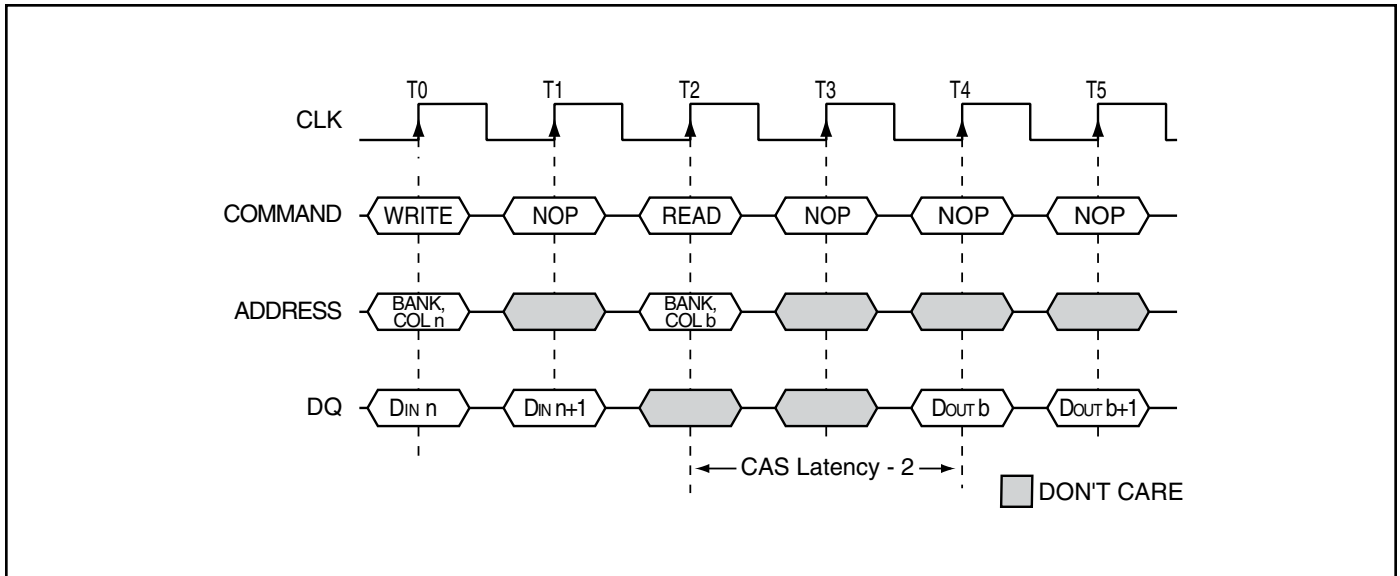 T0 T1 T2 T3 T4 T5
CLK
COMMAND WRITE NOP READ NOP NOP NOP
ADDRESS BANK, COL n BANK, COL b
DQ DIN n DIN n+1 DOUT b DOUT b+1
CAS Latency - 2
DON'T CARE